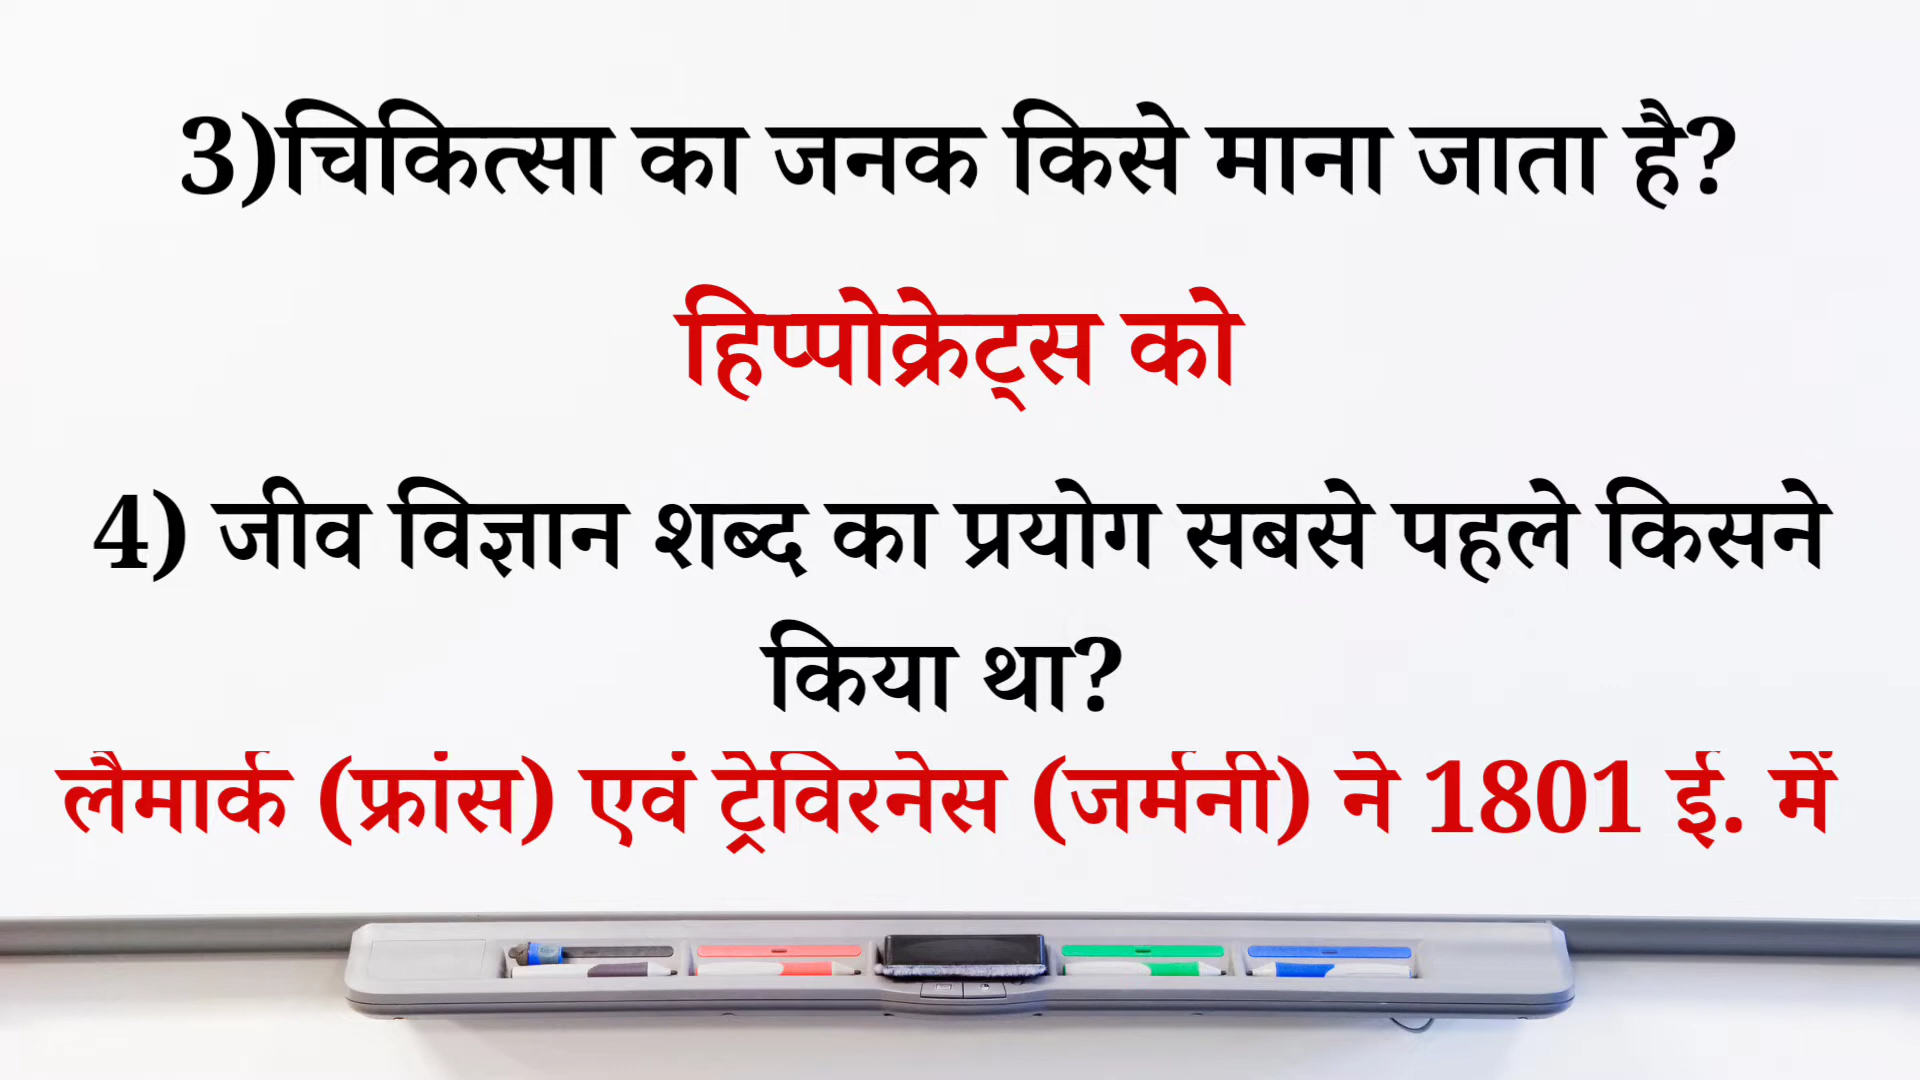 3)चिकित्सा का जनक किसे माना जाता है?
हिप्पोक्रेट्स को
4) जीव विज्ञान शब्द का प्रयोग सबसे पहले किसने
किया था?
लैमार्क (फ्रांस) एवं ट्रेविरनेस (जर्मनी) ने 1801 ई. में